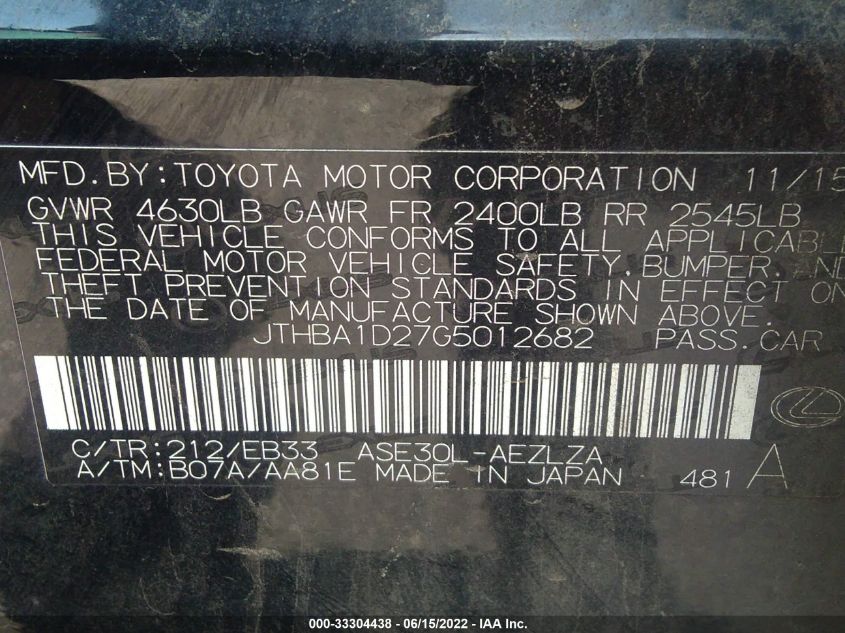 MFD.BY:TOYOTA MOTOR CORPORATION 11/15
GVWR 4630LB GAWR FR 2400LB RR 2545LB
THIS VEHICLE CONFORMS TO ALL APPLICABLE
FEDERAL MOTOR VEHICLE SAFETY.BUMPER.AND
THEFT PREVENTION STANDARDS IN EFFECT ON
THE DATE OF MANUFACTURE SHOWN ABOVE.
JTHBA1D27G5012682 PASS.CAR
C/TR:212/EB33 ASE30L-AEZLZA
A/TM:B07A/AA81E MADE IN JAPAN 481 A
000-33304438 - 06/15/2022 - IAA Inc.